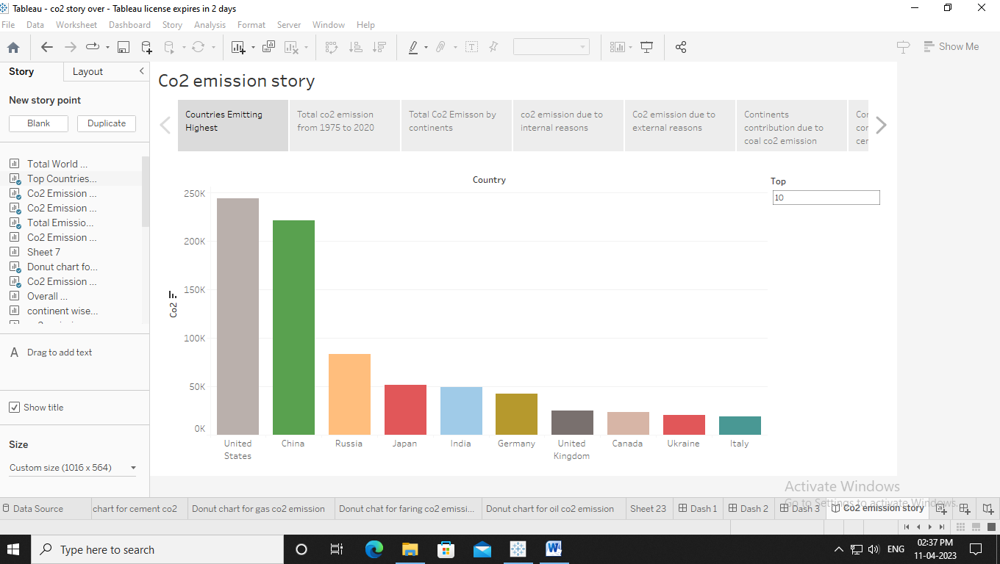 Tableau - co2 story over - Tableau license expires in 2 days
File Data Worksheet Dashboard Story Analysis Format Server Window Help
Show Me
Story Layout
New story point
Blank Duplicate
Total World ...
Top Countries...
Co2 Emission ...
Co2 Emission ...
Total Emissio...
Co2 Emission ...
Sheet 7
Donut chart fo...
Co2 Emission ...
Overall ...
continent wise...
A Drag to add text
Show title
Size
Custom size (1016 x 564)
Co2 emission story
Countries Emitting
Highest
Total co2 emission
from 1975 to 2020
Total Co2 Emisson by
continents
co2 emission due to
internal reasons
Co2 emission due to
external reasons
Continents
contribution due to
coal co2 emission
Country
Top
10
Co2
250K
200K
150K
100K
50K
0K
United
States
China
Russia
Japan
India
Germany
United
Kingdom
Canada
Ukraine
Italy
Activate Windows
Go to Settings to activate Windows.
Data Source chart for cement co2 Donut chart for gas co2 emission Donut chat for faring co2 emissi... Donut chart for oil co2 emission Sheet 23 Dash 1 Dash 2 Dash 3 Co2 emission story
Type here to search
ENG
02:37 PM
11-04-2023